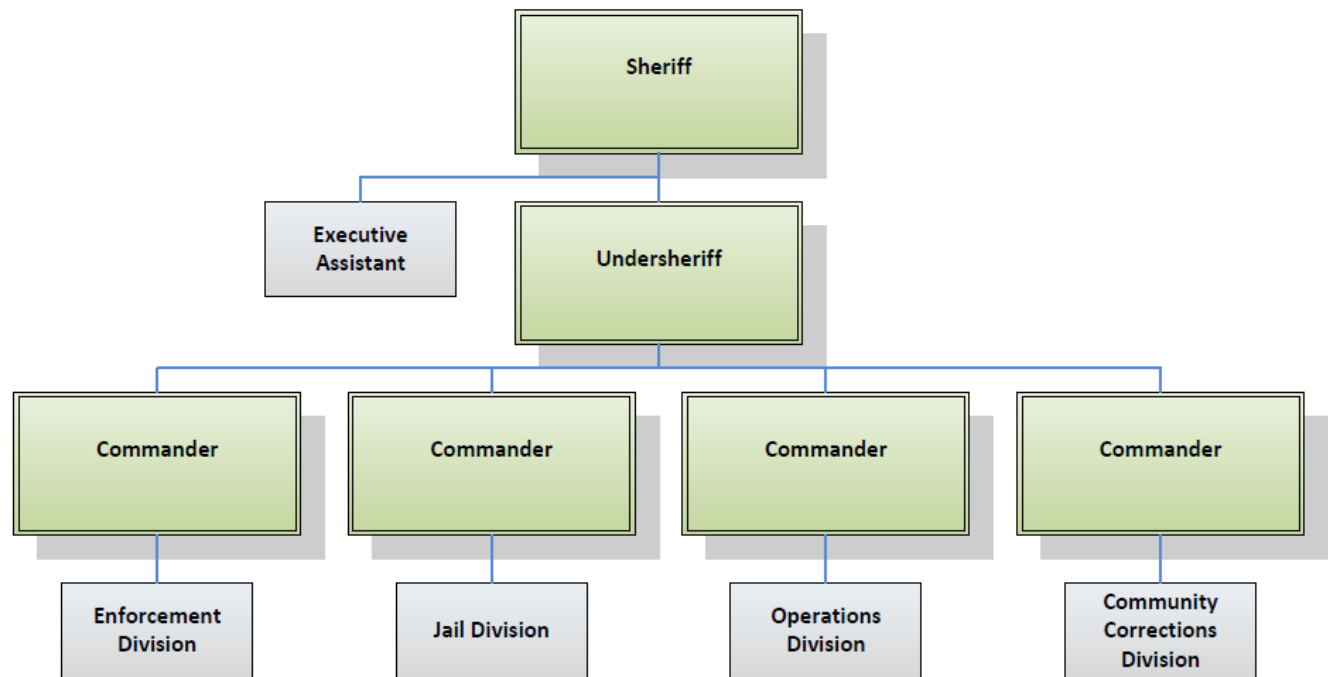 Sheriff
Executive
Assistant
Undersheriff
Commander
Commander
Commander
Commander
Enforcement
Division
Jail Division
Operations
Division
Community
Corrections
Division